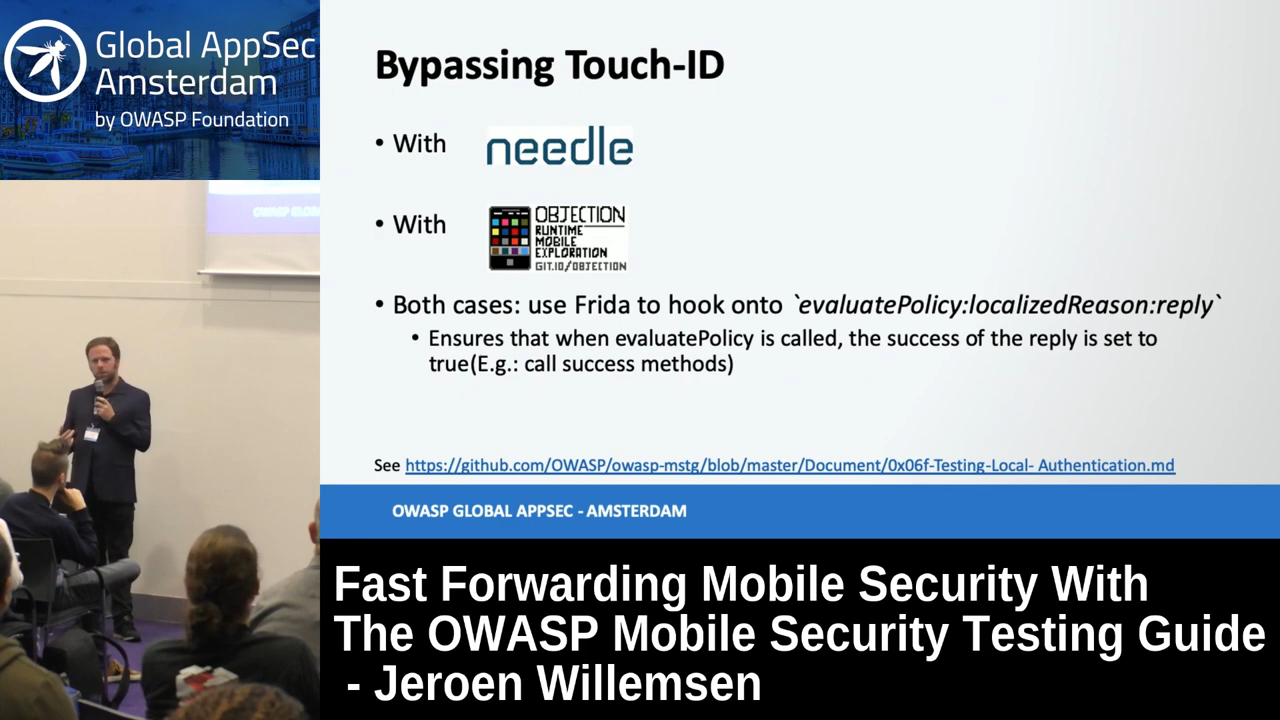 Global AppSec
Amsterdam
by OWASP Foundation
Bypassing Touch-ID
• With needle
• With OBJECTION
RUNTIME
MOBILE
EXPLORATION
GIT.IO/OBJECTION
• Both cases: use Frida to hook onto `evaluatePolicy:localizedReason:reply`
• Ensures that when evaluatePolicy is called, the success of the reply is set to
true(E.g.: call success methods)
See https://github.com/OWASP/owasp-mstg/blob/master/Document/0x06f-Testing-Local- Authentication.md
OWASP GLOBAL APPSEC - AMSTERDAM
Fast Forwarding Mobile Security With
The OWASP Mobile Security Testing Guide
- Jeroen Willemsen